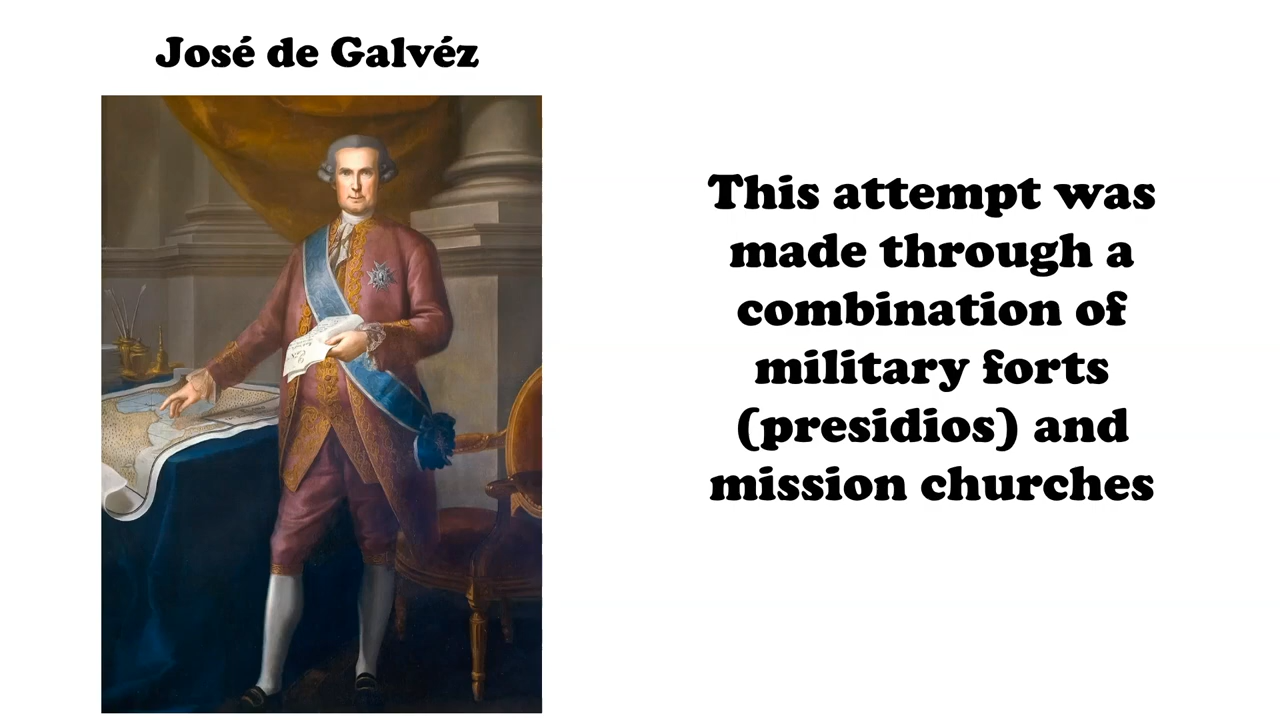 José de Galvéz
This attempt was
made through a
combination of
military forts
(presidios) and
mission churches